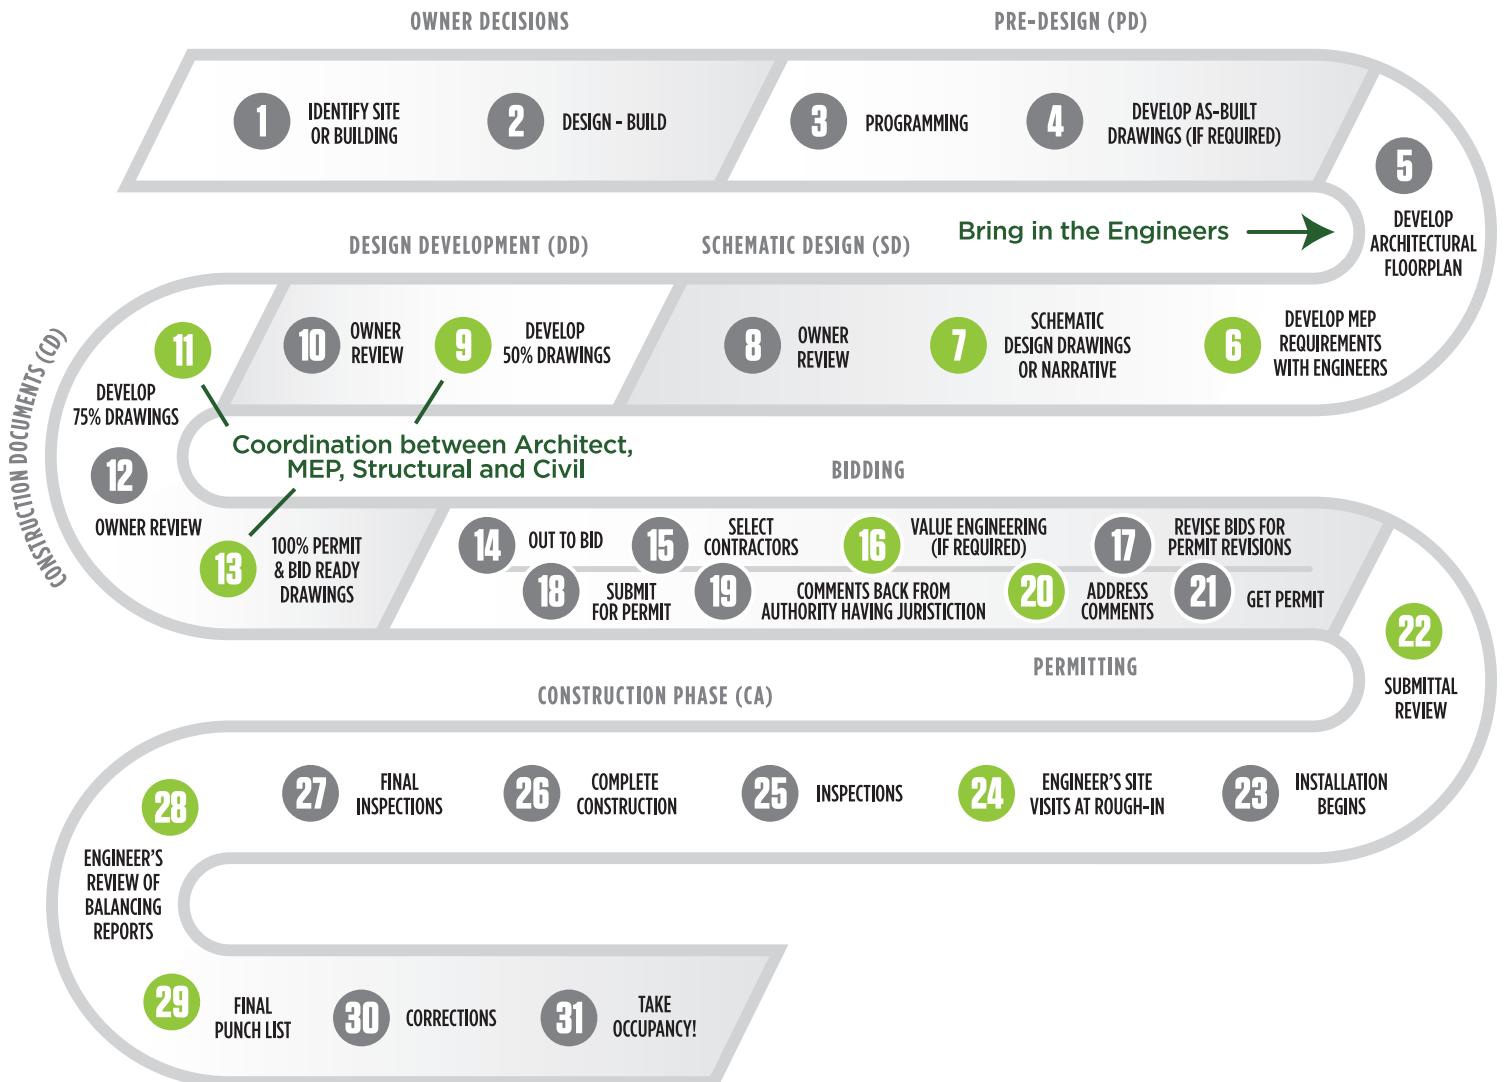 OWNER DECISIONS
PRE-DESIGN (PD)
1
IDENTIFY SITE
OR BUILDING
2
DESIGN - BUILD
3
PROGRAMMING
4
DEVELOP AS-BUILT
DRAWINGS (IF REQUIRED)
5
DEVELOP
ARCHITECTURAL
FLOORPLAN
Bring in the Engineers
SCHEMATIC DESIGN (SD)
DESIGN DEVELOPMENT (DD)
6
DEVELOP MEP
REQUIREMENTS
WITH ENGINEERS
7
SCHEMATIC
DESIGN DRAWINGS
OR NARRATIVE
8
OWNER
REVIEW
9
DEVELOP
50% DRAWINGS
10
OWNER
REVIEW
CONSTRUCTION DOCUMENTS (CD)
11
DEVELOP
75% DRAWINGS
Coordination between Architect,
MEP, Structural and Civil
12
OWNER REVIEW
13
100% PERMIT
& BID READY
DRAWINGS
BIDDING
14
OUT TO BID
15
SELECT
CONTRACTORS
16
VALUE ENGINEERING
(IF REQUIRED)
17
REVISE BIDS FOR
PERMIT REVISIONS
18
SUBMIT
FOR PERMIT
19
COMMENTS BACK FROM
AUTHORITY HAVING JURISTICTION
20
ADDRESS
COMMENTS
21
GET PERMIT
PERMITTING
22
SUBMITTAL
REVIEW
CONSTRUCTION PHASE (CA)
23
INSTALLATION
BEGINS
24
ENGINEER'S SITE
VISITS AT ROUGH-IN
25
INSPECTIONS
26
COMPLETE
CONSTRUCTION
27
FINAL
INSPECTIONS
28
ENGINEER'S
REVIEW OF
BALANCING
REPORTS
29
FINAL
PUNCH LIST
30
CORRECTIONS
31
TAKE
OCCUPANCY!